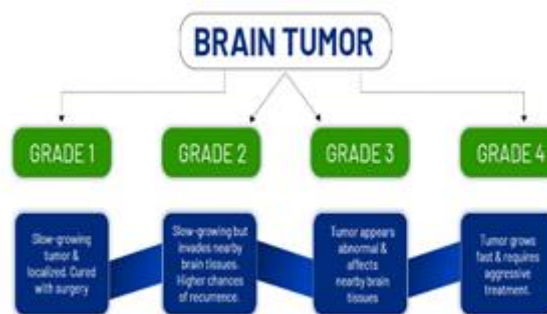 BRAIN TUMOR
GRADE 1
GRADE 2
GRADE 3
GRADE 4
Slow-growing
tumor &
localized. Cured
with surgery
Slow-growing but
invades nearby
brain tissues.
Higher chances
of recurrence.
Tumor appears
abnormal &
affects
nearby brain
tissues
Tumor grows
fast & requires
aggressive
treatment.